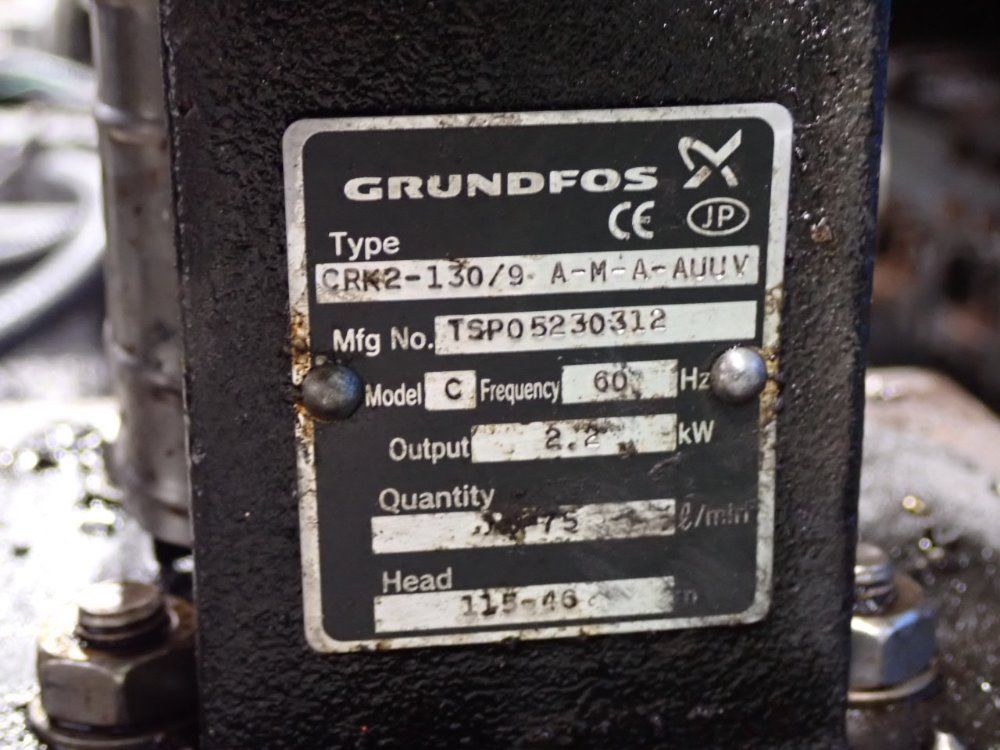 GRUNDFOS
CE JP
Type
CRK2-130/9 A-M-A-AUUV
Mfg No. TSP05230312
Model C Frequency 60 Hz
Output 2.2 kW
Quantity
75 ℓ/min
Head
115-46 m